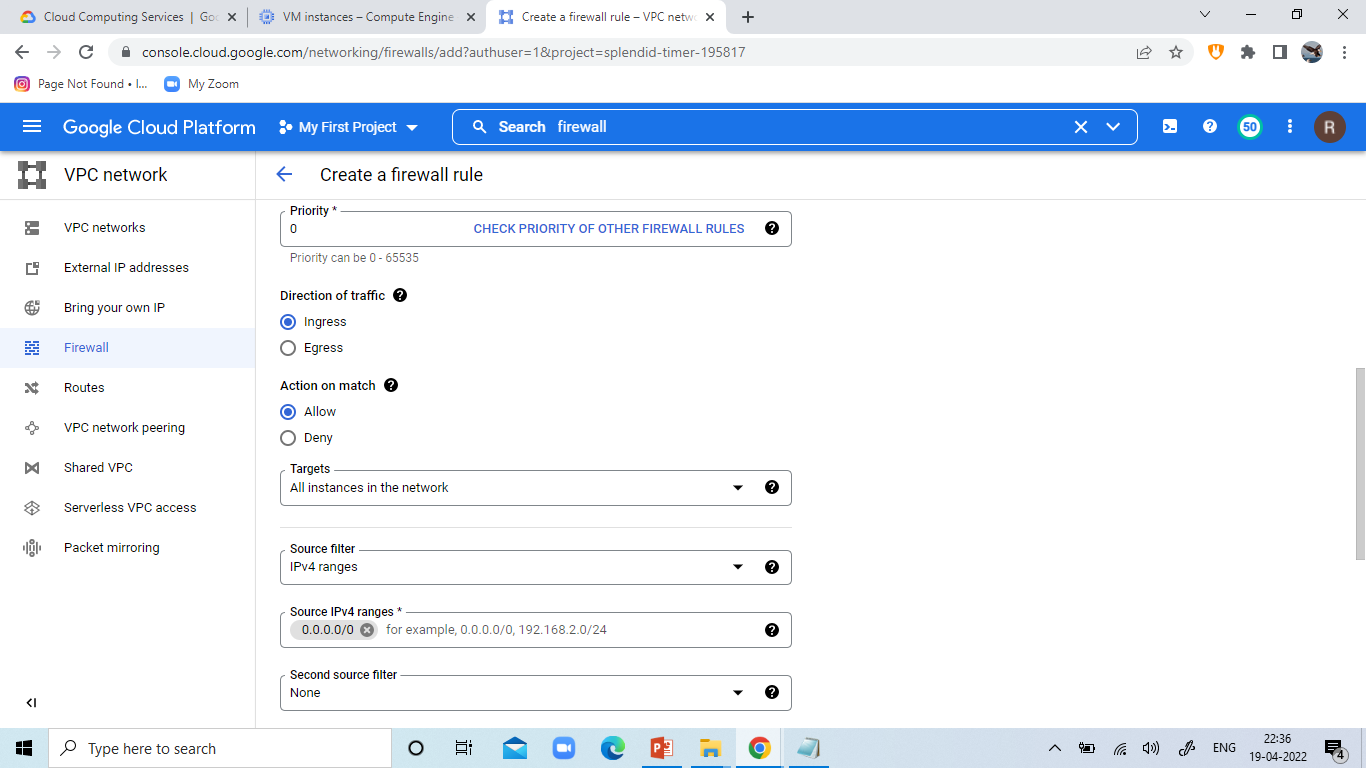 Cloud Computing Services | Goo
VM instances – Compute Engine
Create a firewall rule – VPC netw
console.cloud.google.com/networking/firewalls/add?authuser=1&project=splendid-timer-195817
Page Not Found • I...
My Zoom
Google Cloud Platform
My First Project
Search firewall
50
R
VPC network
Create a firewall rule
VPC networks
External IP addresses
Bring your own IP
Firewall
Routes
VPC network peering
Shared VPC
Serverless VPC access
Packet mirroring
Priority *
0
CHECK PRIORITY OF OTHER FIREWALL RULES
Priority can be 0 - 65535
Direction of traffic
Ingress
Egress
Action on match
Allow
Deny
Targets
All instances in the network
Source filter
IPv4 ranges
Source IPv4 ranges *
0.0.0.0/0 for example, 0.0.0.0/0, 192.168.2.0/24
Second source filter
None
Type here to search
ENG
22:36
19-04-2022
4